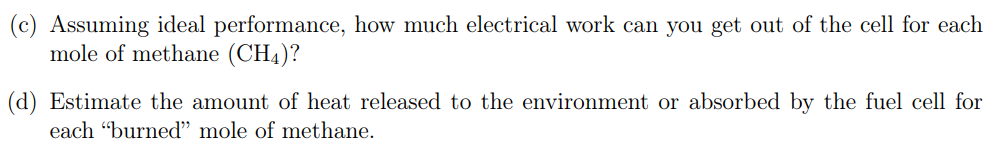 (c) Assuming ideal performance, how much electrical work can you get out of the cell for each
mole of methane (CH₄)?
(d) Estimate the amount of heat released to the environment or absorbed by the fuel cell for
each “burned” mole of methane.